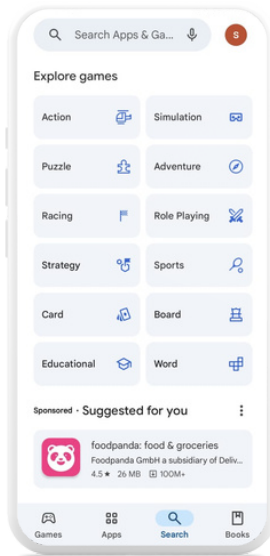 Search Apps & Ga...
S
Explore games
Action
Simulation
Puzzle
Adventure
Racing
Role Playing
Strategy
Sports
Card
Board
Educational
Word
Sponsored · Suggested for you
foodpanda: food & groceries
Foodpanda GmbH a subsidiary of Deliv...
4.5★ 26 MB 100M+
Games Apps Search Books